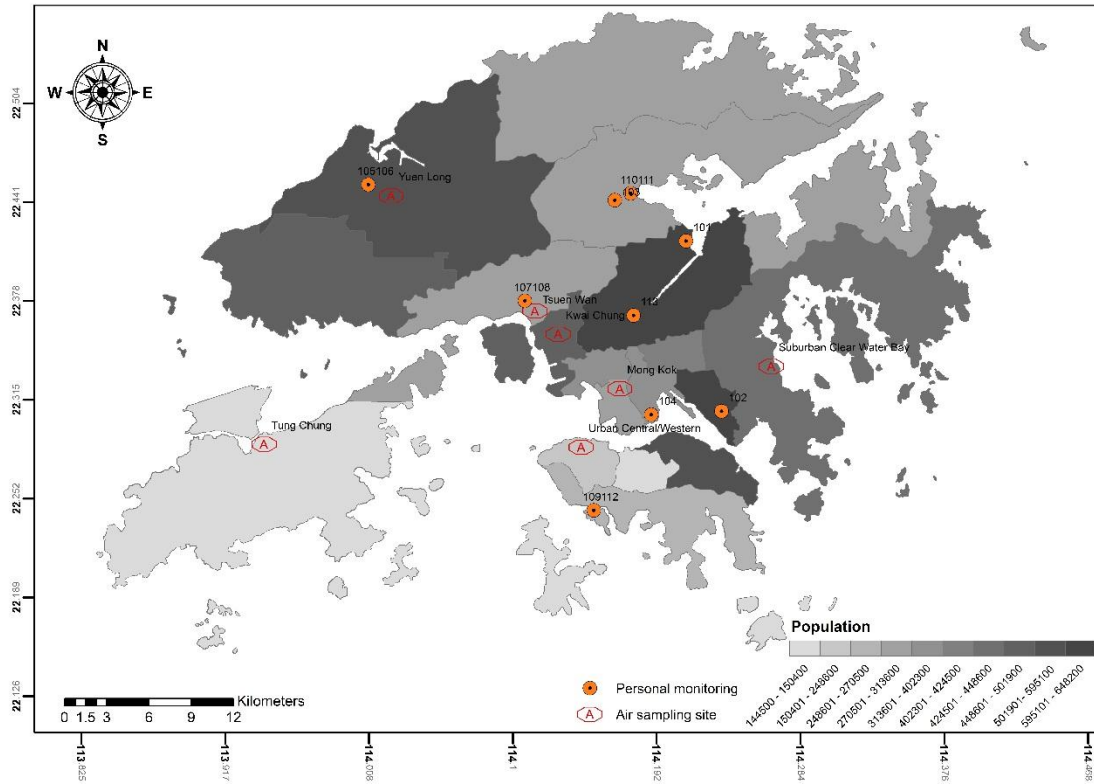 N
W E
S
22.504
22.441
22.378
22.315
22.252
22.189
22.126
105106
Yuen Long
110111
103
101
107108
Tsuen Wan
Kwai Chung
113
Suburban Clear Water Bay
Mong Kok
104
102
Urban Central/Western
Tung Chung
109112
A
A
A
A
A
A
A
Population
144500 - 150400
150401 - 248600
248601 - 270500
270501 - 313600
313601 - 402300
402301 - 424500
424501 - 448600
448601 - 501900
501901 - 595100
595101 - 648200
Personal monitoring
A Air sampling site
Kilometers
0 1.5 3 6 9 12
113.825
113.917
114.008
114.1
114.192
114.284
114.376
114.468